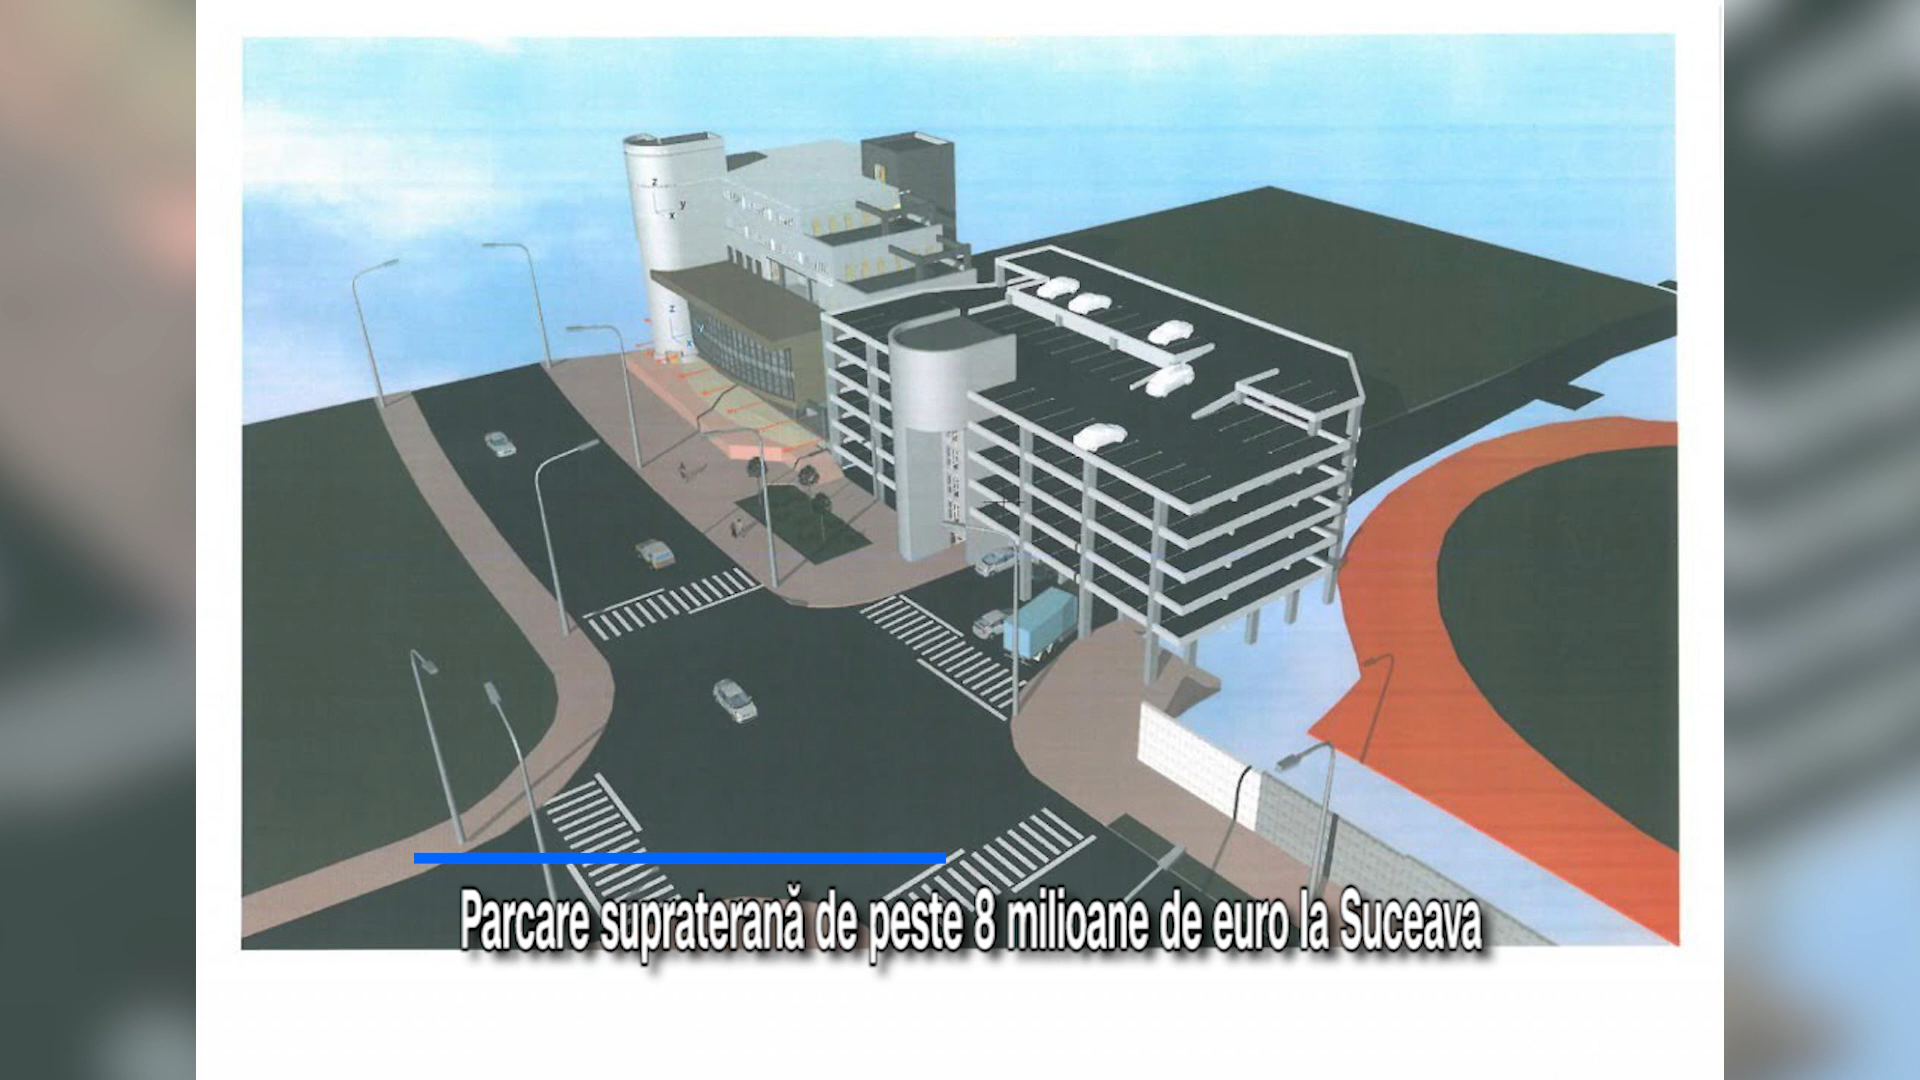 z
y
x
z
y
x
Parcare supraterană de peste 8 milioane de euro la Suceava